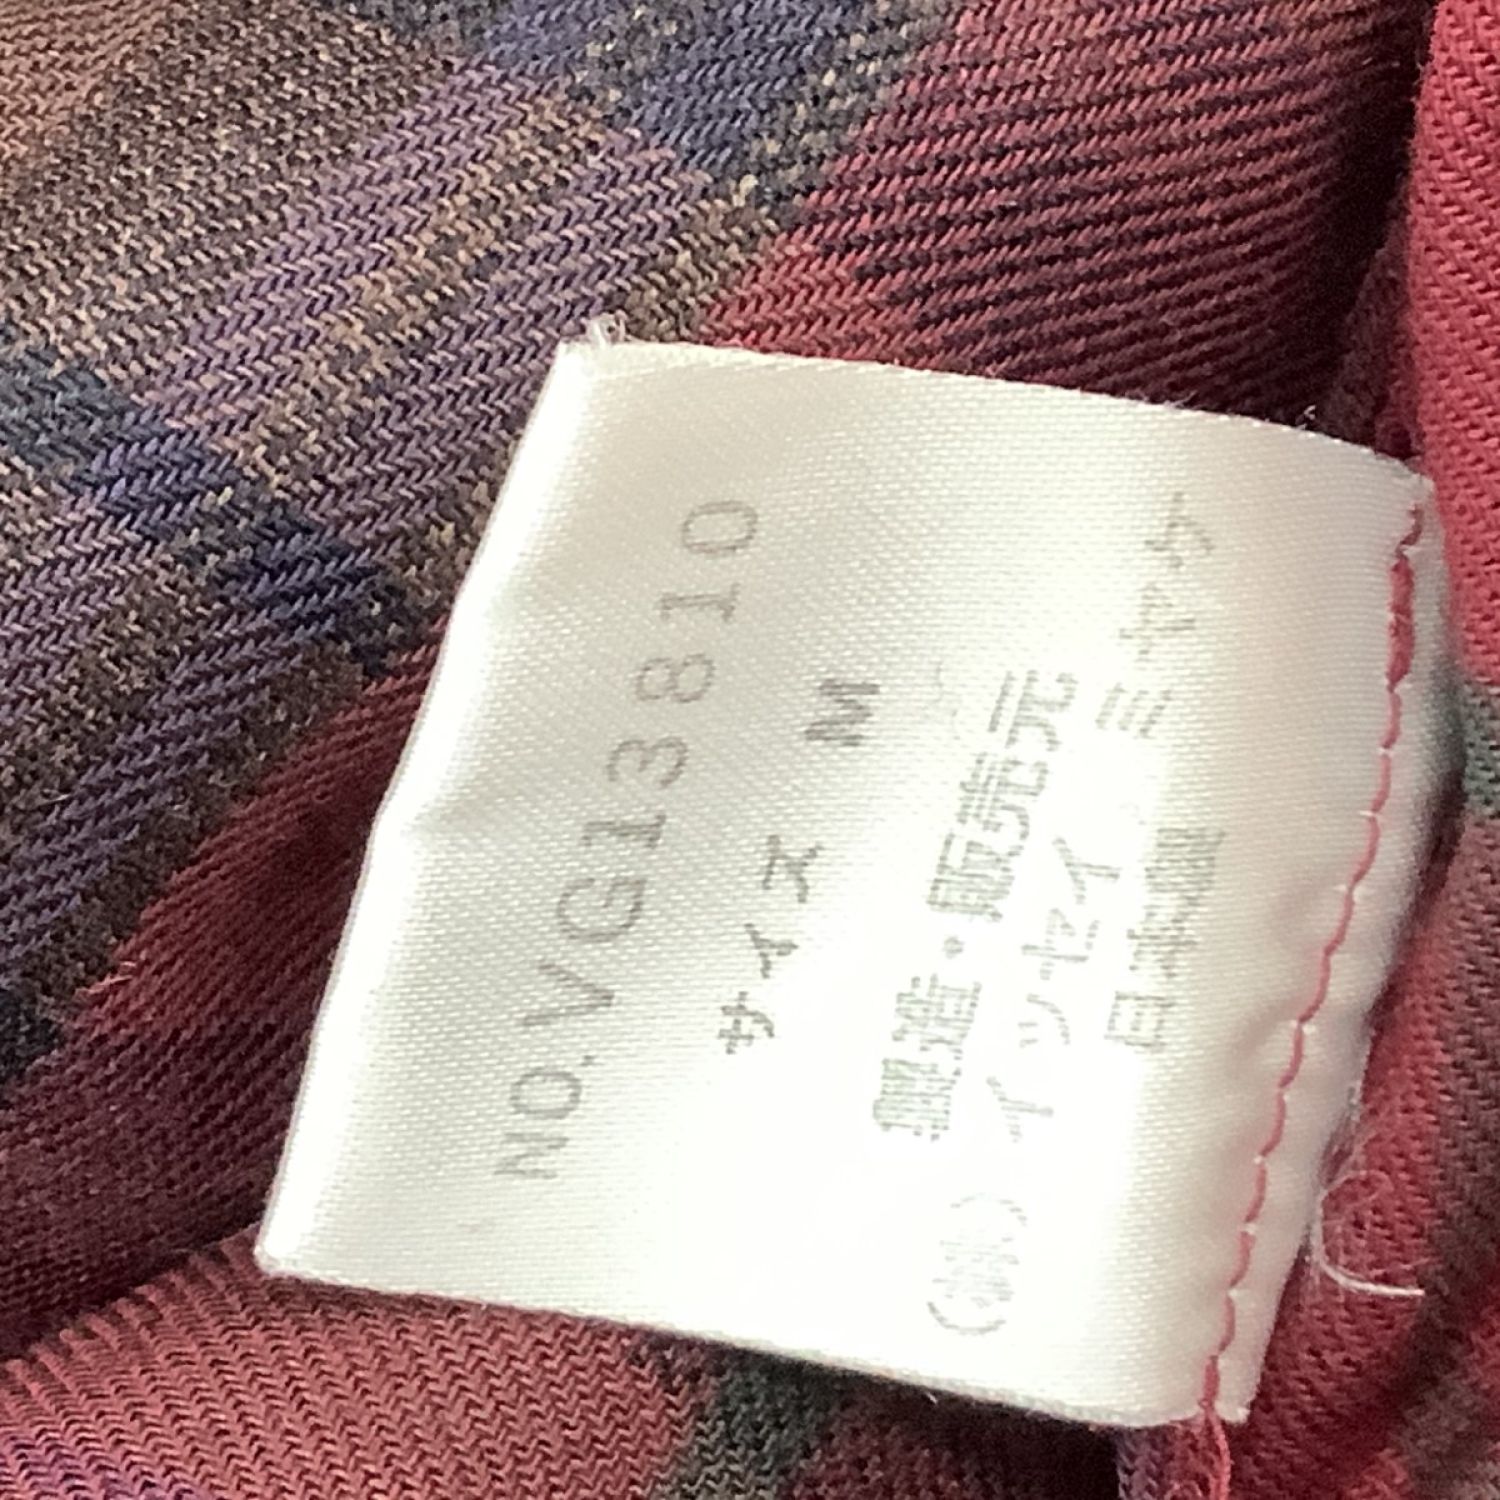 NO.VG13810
サイズ M
製造・販売元
(株)イッセイ ミヤケ
日本製